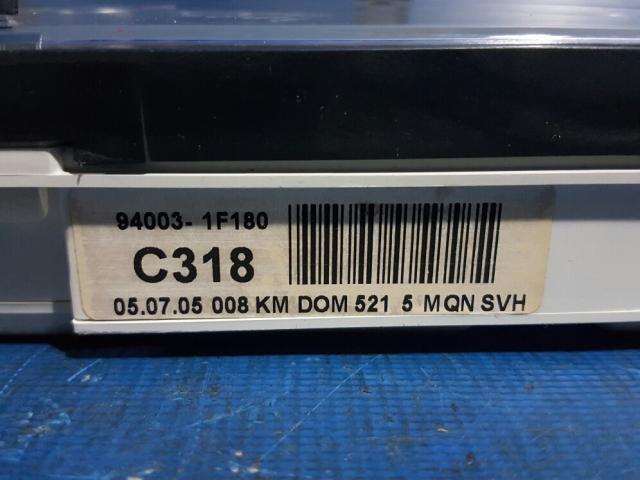 94003- 1F180
C318
05.07.05 008 KM DOM 521 5 MQN SVH